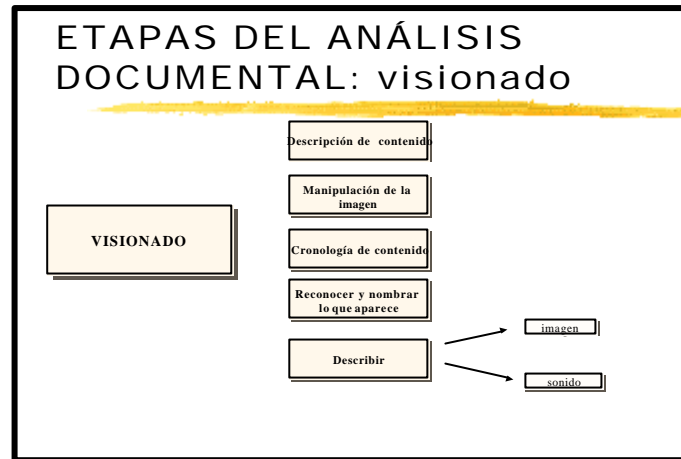 ETAPAS DEL ANÁLISIS
DOCUMENTAL: visionado
Descripción de contenido
Manipulación de la
imagen
VISIONADO
Cronología de contenido
Reconocer y nombrar
lo que aparece
imagen
Describir
sonido